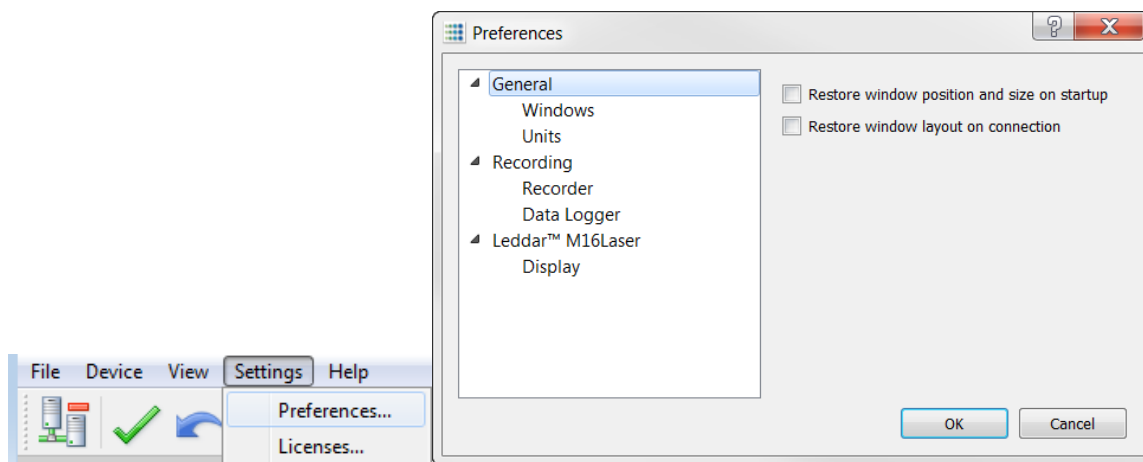 Preferences
General
Windows
Units
Recording
Recorder
Data Logger
Leddar™ M16Laser
Display
Restore window position and size on startup
Restore window layout on connection
OK Cancel
File Device View Settings Help
Preferences...
Licenses...